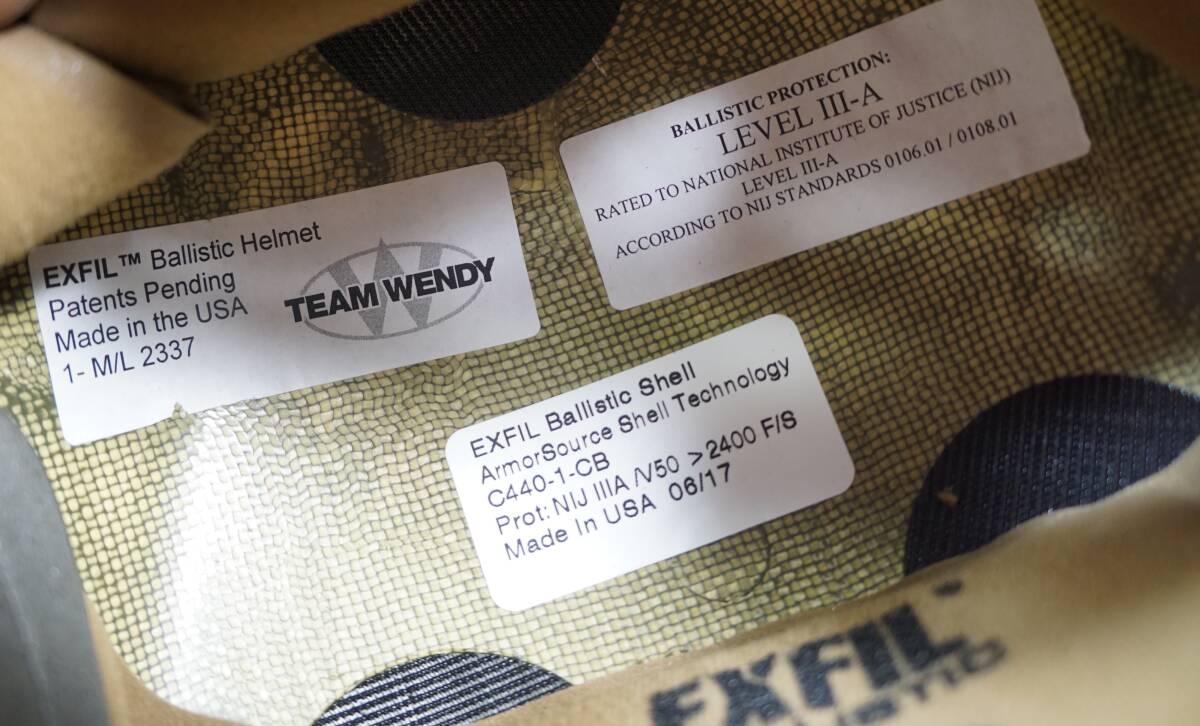 EXFIL™ Ballistic Helmet
Patents Pending
Made in the USA
1- M/L 2337
TEAM WENDY
BALLISTIC PROTECTION:
LEVEL III-A
RATED TO NATIONAL INSTITUTE OF JUSTICE (NIJ)
LEVEL III-A
ACCORDING TO NIJ STANDARDS 0106.01 / 0108.01
EXFIL Ballistic Shell
ArmorSource Shell Technology
C440-1-CB
Prot: NIJ IIIA /V50 >2400 F/S
Made In USA 06/17
EXFIL